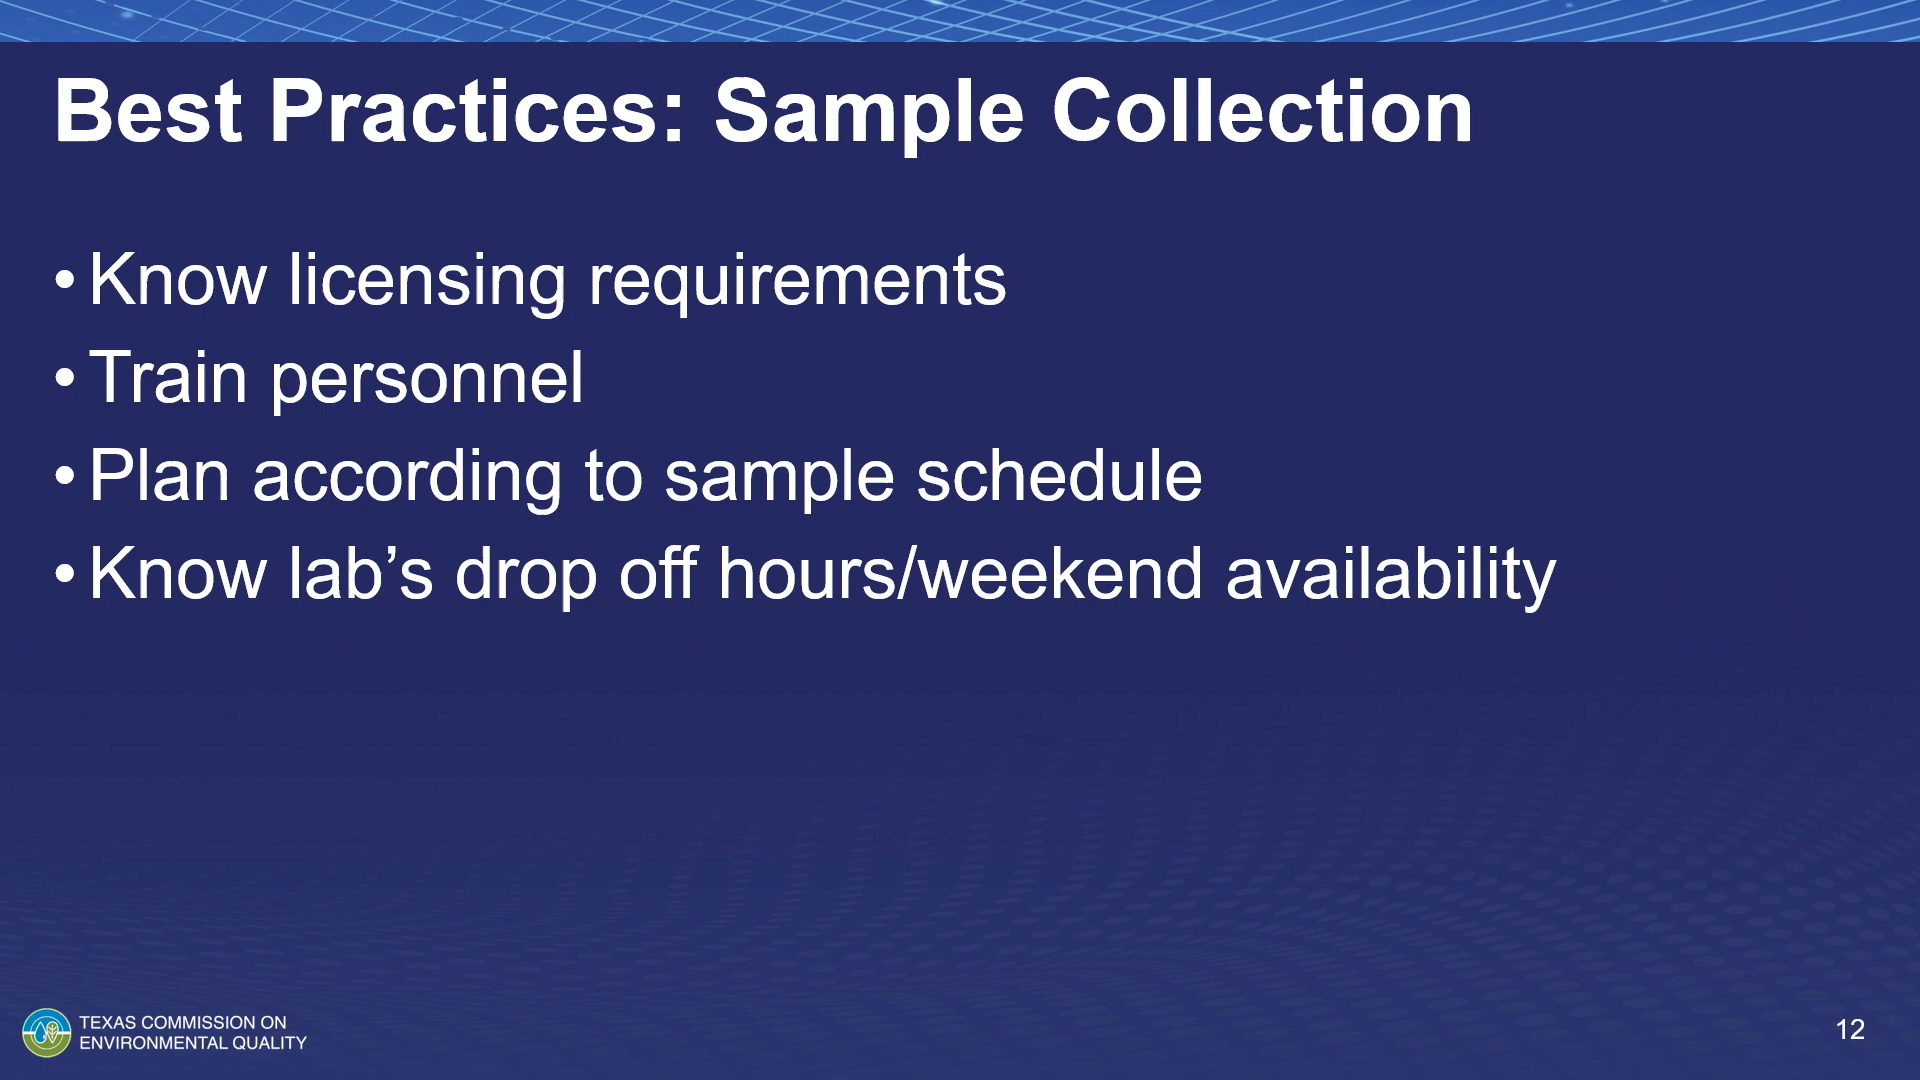 Best Practices: Sample Collection
• Know licensing requirements
• Train personnel
• Plan according to sample schedule
• Know lab’s drop off hours/weekend availability
TEXAS COMMISSION ON
ENVIRONMENTAL QUALITY
12